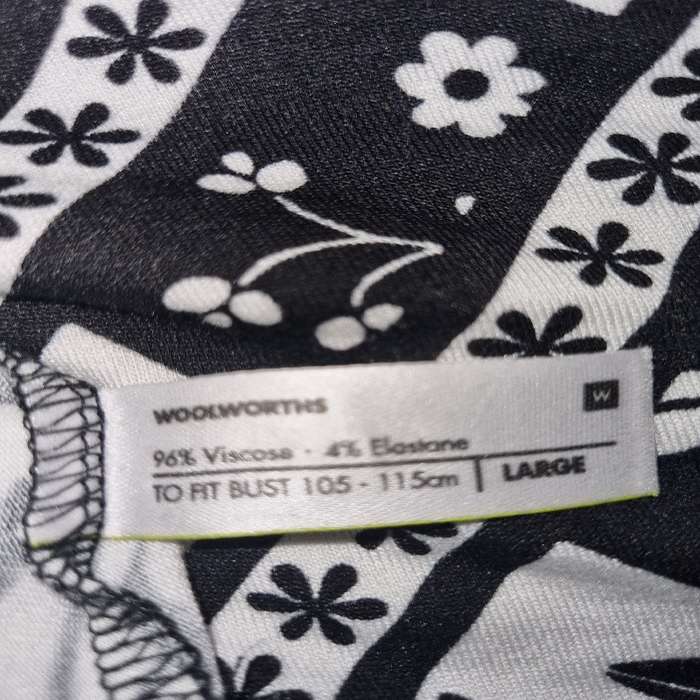 WOOLWORTHS W
96% Viscose - 4% Elastane
TO FIT BUST 105 - 115cm | LARGE